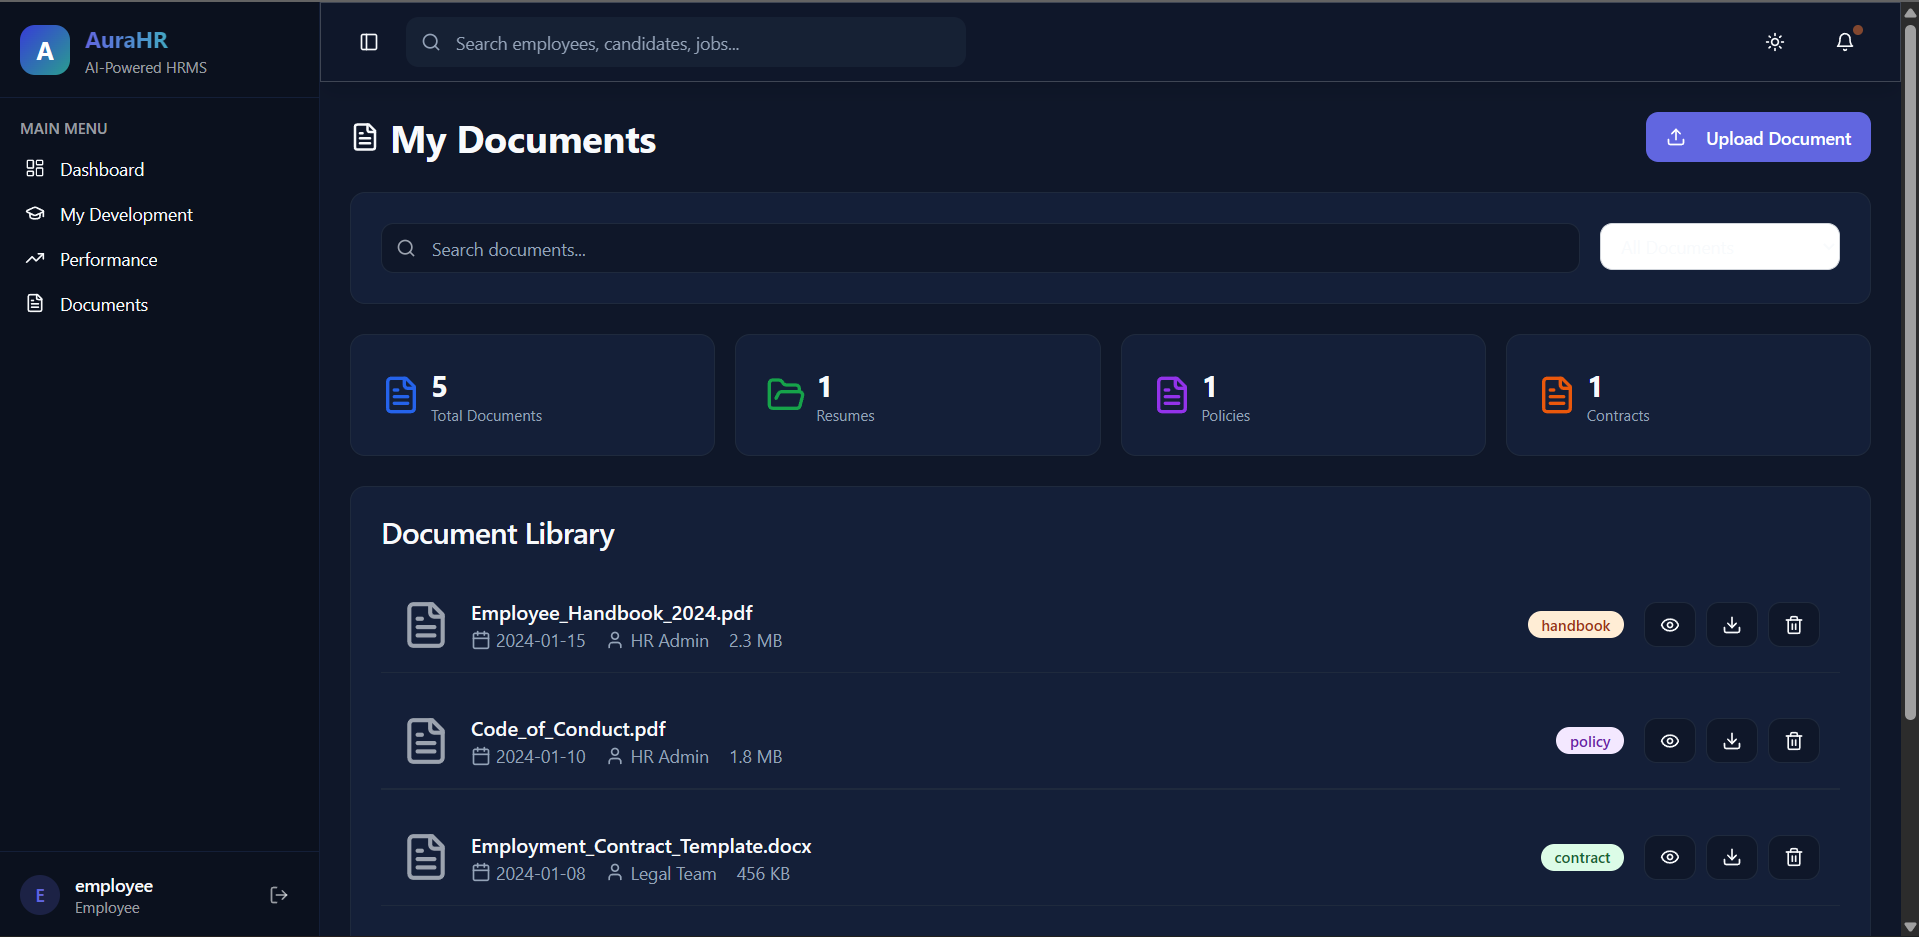 A
AuraHR
AI-Powered HRMS
Search employees, candidates, jobs...
MAIN MENU
Dashboard
My Development
Performance
Documents
My Documents
Upload Document
Search documents...
All Documents
5
Total Documents
1
Resumes
1
Policies
1
Contracts
Document Library
Employee_Handbook_2024.pdf
2024-01-15 HR Admin 2.3 MB
handbook
Code_of_Conduct.pdf
2024-01-10 HR Admin 1.8 MB
policy
Employment_Contract_Template.docx
2024-01-08 Legal Team 456 KB
contract
E
employee
Employee